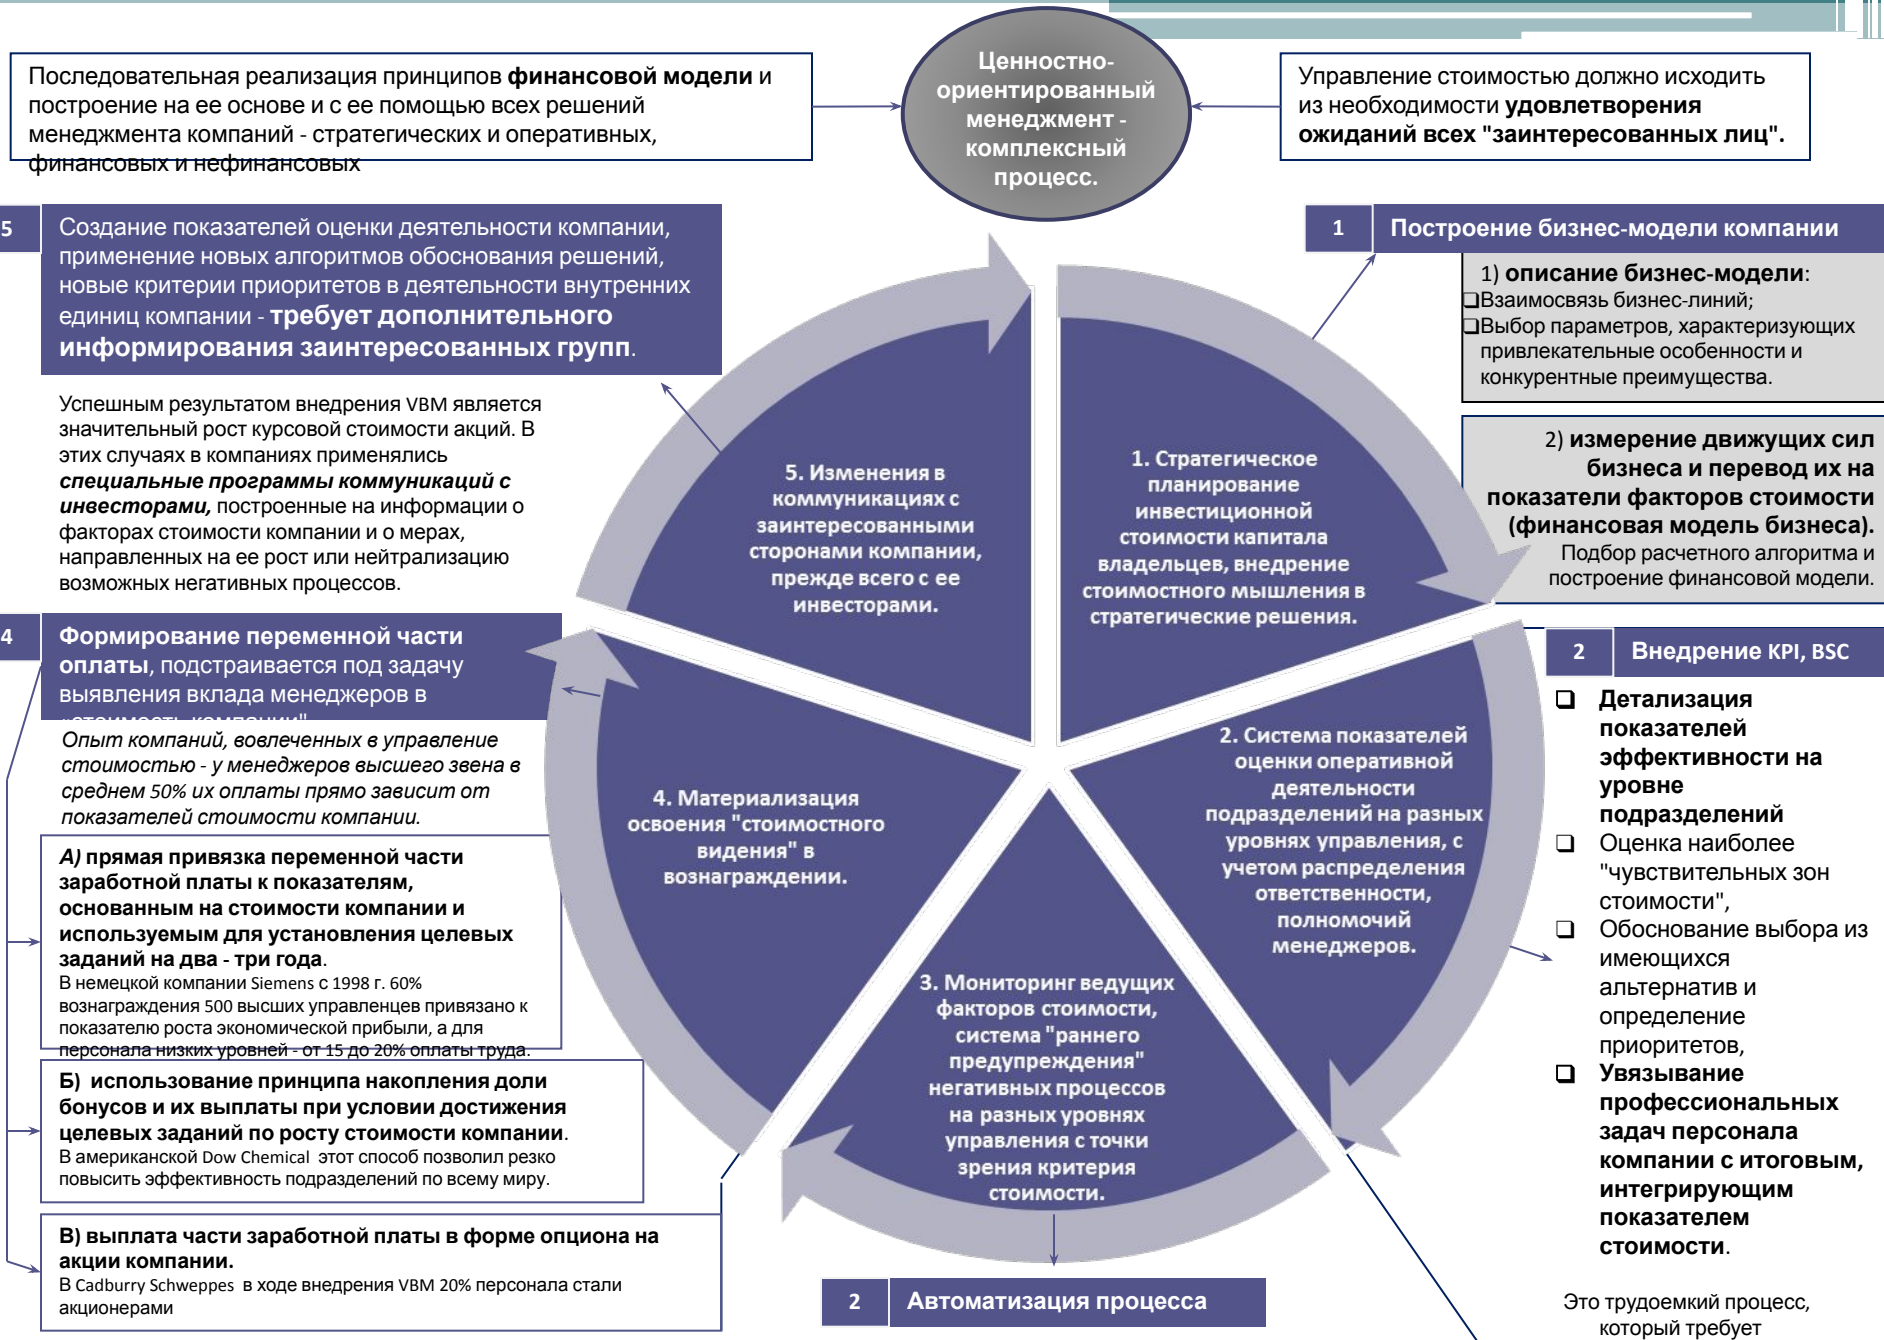 Ценностно-
ориентированный
менеджмент -
комплексный
процесс.
Последовательная реализация принципов финансовой модели и
построение на ее основе и с ее помощью всех решений
менеджмента компаний - стратегических и оперативных,
финансовых и нефинансовых
Управление стоимостью должно исходить
из необходимости удовлетворения
ожиданий всех "заинтересованных лиц".
5
Создание показателей оценки деятельности компании,
применение новых алгоритмов обоснования решений,
новые критерии приоритетов в деятельности внутренних
единиц компании - требует дополнительного
информирования заинтересованных групп.
Успешным результатом внедрения VBM является
значительный рост курсовой стоимости акций. В
этих случаях в компаниях применялись
специальные программы коммуникаций с
инвесторами, построенные на информации о
факторах стоимости компании и о мерах,
направленных на ее рост или нейтрализацию
возможных негативных процессов.
4
Формирование переменной части
оплаты, подстраивается под задачу
выявления вклада менеджеров в
«стоимость компании"
Опыт компаний, вовлеченных в управление
стоимостью - у менеджеров высшего звена в
среднем 50% их оплаты прямо зависит от
показателей стоимости компании.
А) прямая привязка переменной части
заработной платы к показателям,
основанным на стоимости компании и
используемым для установления целевых
заданий на два - три года.
В немецкой компании Siemens с 1998 г. 60%
вознаграждения 500 высших управленцев привязано к
показателю роста экономической прибыли, а для
персонала низких уровней - от 15 до 20% оплаты труда.
Б) использование принципа накопления доли
бонусов и их выплаты при условии достижения
целевых заданий по росту стоимости компании.
В американской Dow Chemical этот способ позволил резко
повысить эффективность подразделений по всему миру.
В) выплата части заработной платы в форме опциона на
акции компании.
В Cadburry Schweppes в ходе внедрения VBM 20% персонала стали
акционерами
1. Стратегическое
планирование
инвестиционной
стоимости капитала
владельцев, внедрение
стоимостного мышления в
стратегические решения.
2. Система показателей
оценки оперативной
деятельности
подразделений на разных
уровнях управления, с
учетом распределения
ответственности,
полномочий
менеджеров.
3. Мониторинг ведущих
факторов стоимости,
система "раннего
предупреждения"
негативных процессов
на разных уровнях
управления с точки
зрения критерия
стоимости.
4. Материализация
освоения "стоимостного
видения" в
вознаграждении.
5. Изменения в
коммуникациях с
заинтересованными
сторонами компании,
прежде всего с ее
инвесторами.
2
Автоматизация процесса
1
Построение бизнес-модели компании
1) описание бизнес-модели:
❑Взаимосвязь бизнес-линий;
❑Выбор параметров, характеризующих
привлекательные особенности и
конкурентные преимущества.
2) измерение движущих сил
бизнеса и перевод их на
показатели факторов стоимости
(финансовая модель бизнеса).
Подбор расчетного алгоритма и
построение финансовой модели.
2
Внедрение KPI, BSC
❑ Детализация
показателей
эффективности на
уровне
подразделений
❑ Оценка наиболее
"чувствительных зон
стоимости",
❑ Обоснование выбора из
имеющихся
альтернатив и
определение
приоритетов,
❑ Увязывание
профессиональных
задач персонала
компании с итоговым,
интегрирующим
показателем
стоимости.
Это трудоемкий процесс,
который требует